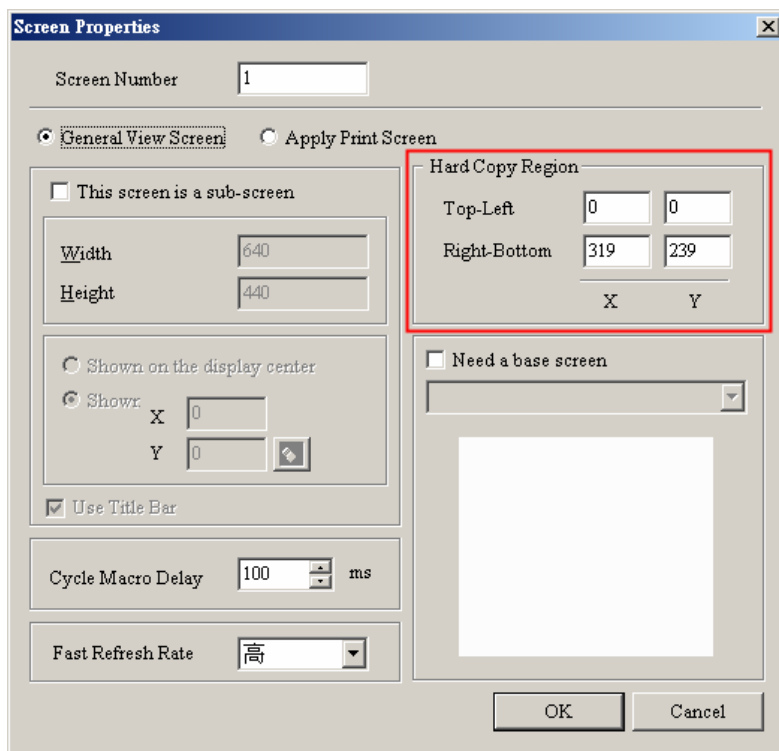 Screen Properties
Screen Number 1
General View Screen Apply Print Screen
This screen is a sub-screen
Width 640
Height 440
Shown on the display center
Shown
X 0
Y 0
Use Title Bar
Cycle Macro Delay 100 ms
Fast Refresh Rate 高
Hard Copy Region
Top-Left 0 0
Right-Bottom 319 239
X Y
Need a base screen
OK Cancel